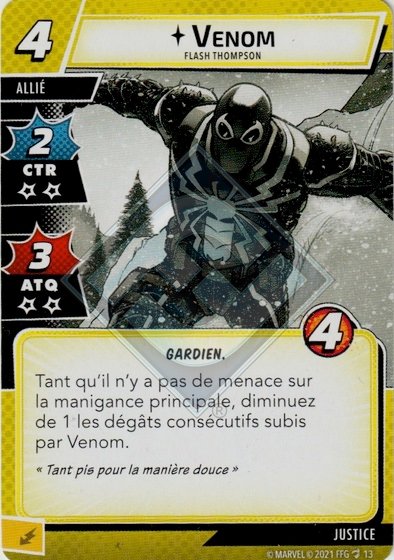 4
VENOM
FLASH THOMPSON
ALLIÉ
2
CTR
3
ATQ
4
GARDIEN.
Tant qu'il n'y a pas de menace sur
la manigance principale, diminuez
de 1 les dégâts consécutifs subis
par Venom.
« Tant pis pour la manière douce »
®
© MARVEL © 2021 FFG 13
JUSTICE